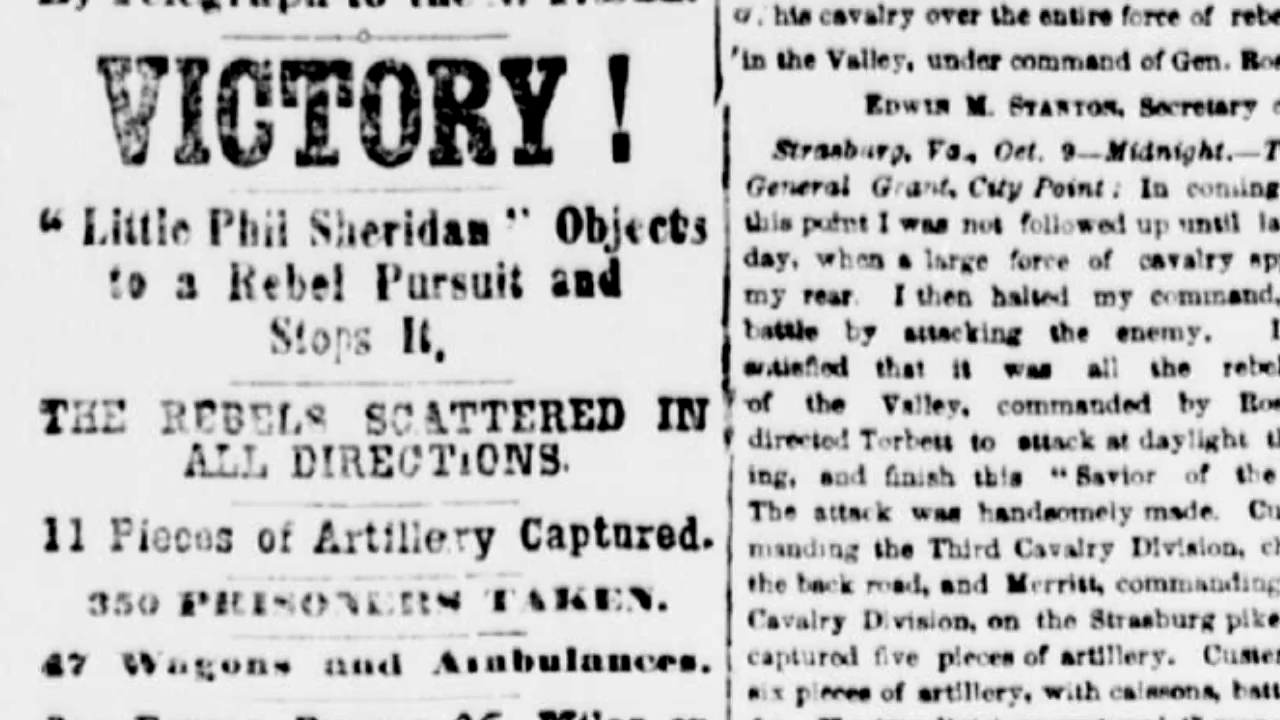 VICTORY !
“ Little Phil Sheridan ” Objects
to a Rebel Pursuit and
Stops It.
THE REBELS SCATTERED IN
ALL DIRECTIONS.
11 Pieces of Artillery Captured.
350 PRISONERS TAKEN.
47 Wagons and Ambulances.
his cavalry over the entire force of rebe
in the Valley, under command of Gen. Ros
EDWIN M. STANTON, Secretary
Strasburg, Va., Oct. 9—Midnight.—T
General Grant, City Point: In coming
this point I was not followed up until la
day, when a large force of cavalry app
my rear. I then halted my command,
battle by attacking the enemy. I
satisfied that it was all the rebel
of the Valley, commanded by Ros
directed Torbett to attack at daylight th
ing, and finish this “ Savior of the
The attack was handsomely made. Cu
manding the Third Cavalry Division, ch
the back road, and Merritt, commanding
Cavalry Division, on the Strasburg pike
captured five pieces of artillery. Custer
six pieces of artillery, with caissons, batt